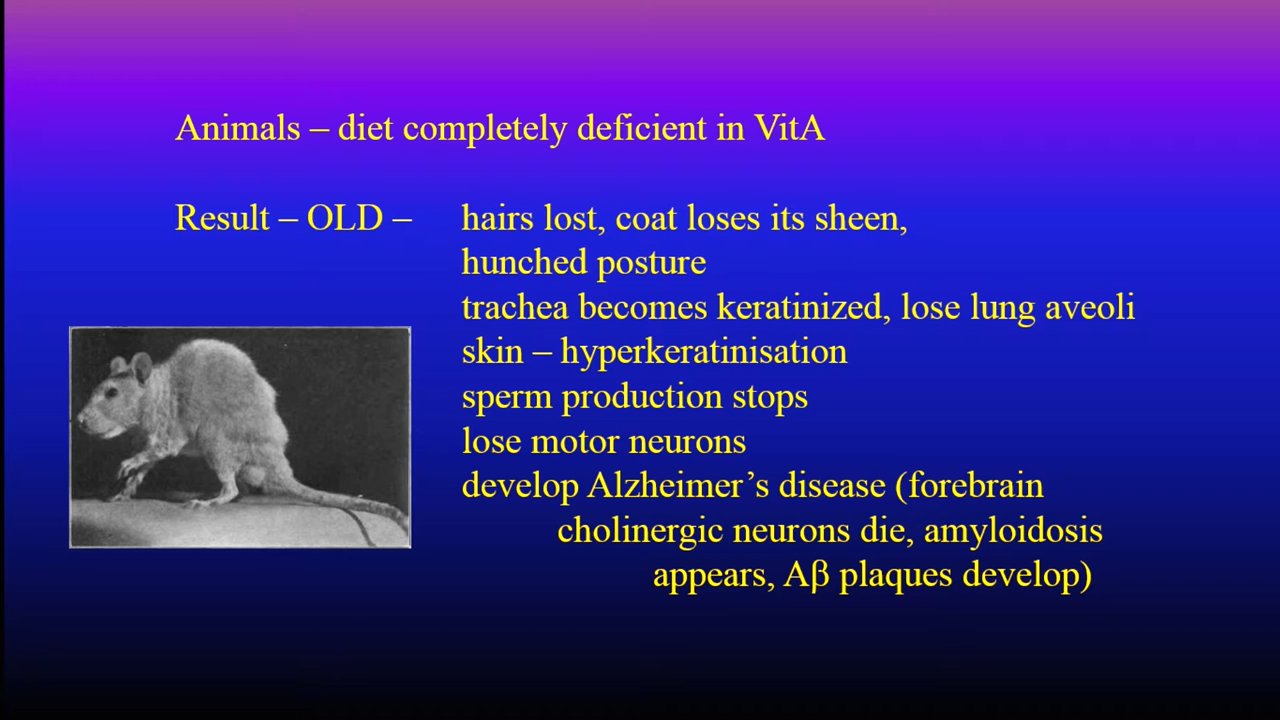 Animals – diet completely deficient in VitA
Result – OLD – hairs lost, coat loses its sheen,
hunched posture
trachea becomes keratinized, lose lung aveoli
skin – hyperkeratinisation
sperm production stops
lose motor neurons
develop Alzheimer’s disease (forebrain
cholinergic neurons die, amyloidosis
appears, Aβ plaques develop)